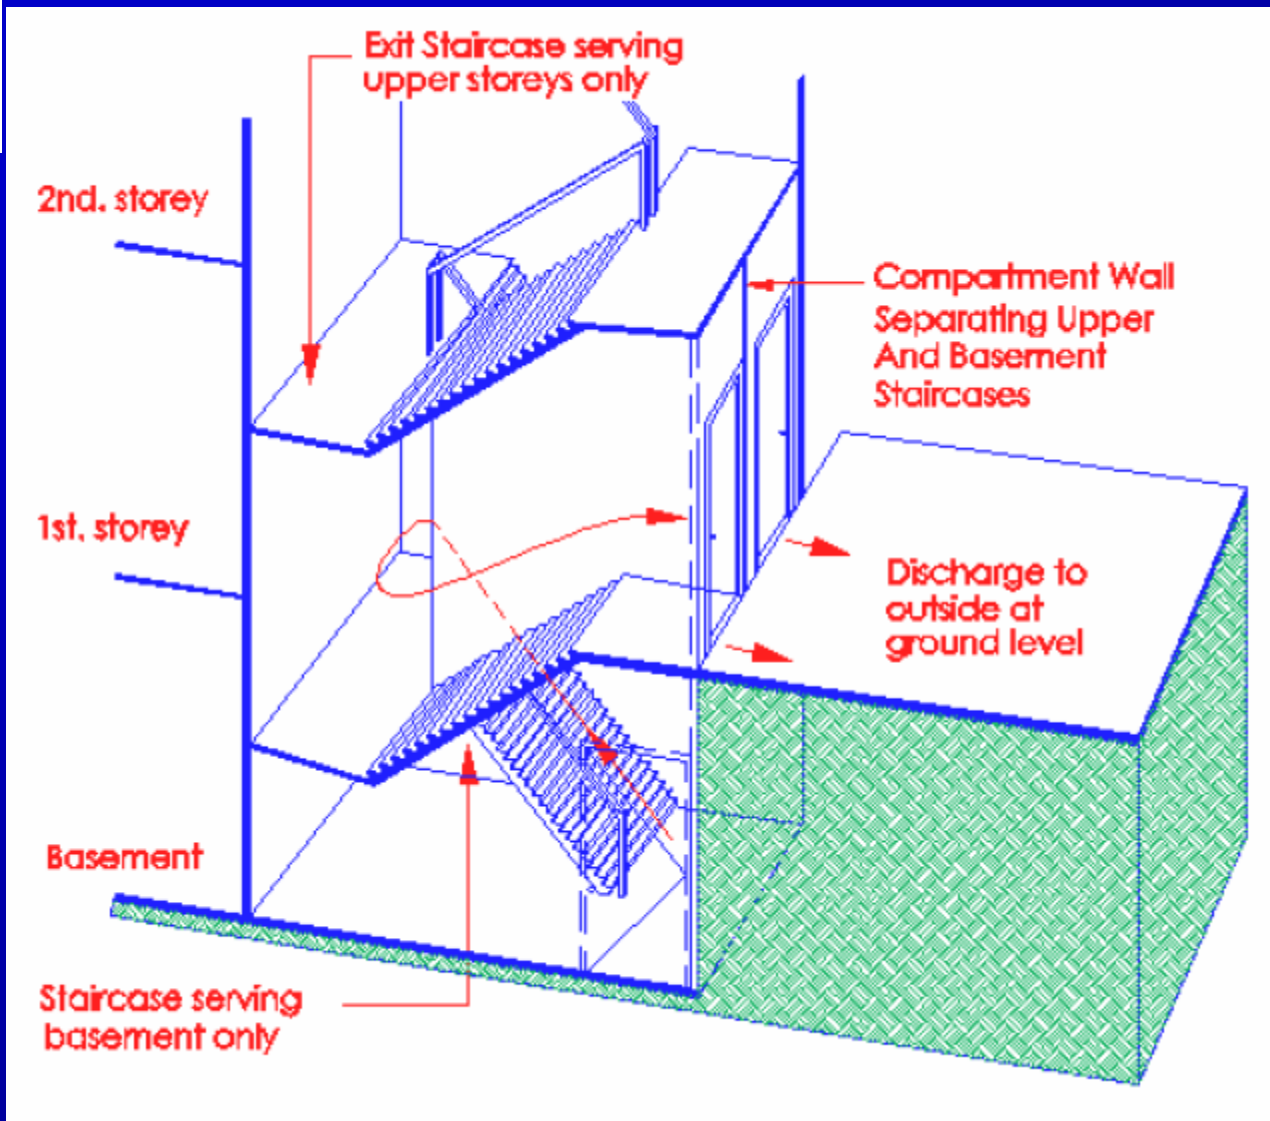 Exit Staircase serving
upper storeys only
2nd. storey
Compartment Wall
Separating Upper
And Basement
Staircases
1st. storey
Discharge to
outside at
ground level
Basement
Staircase serving
basement only